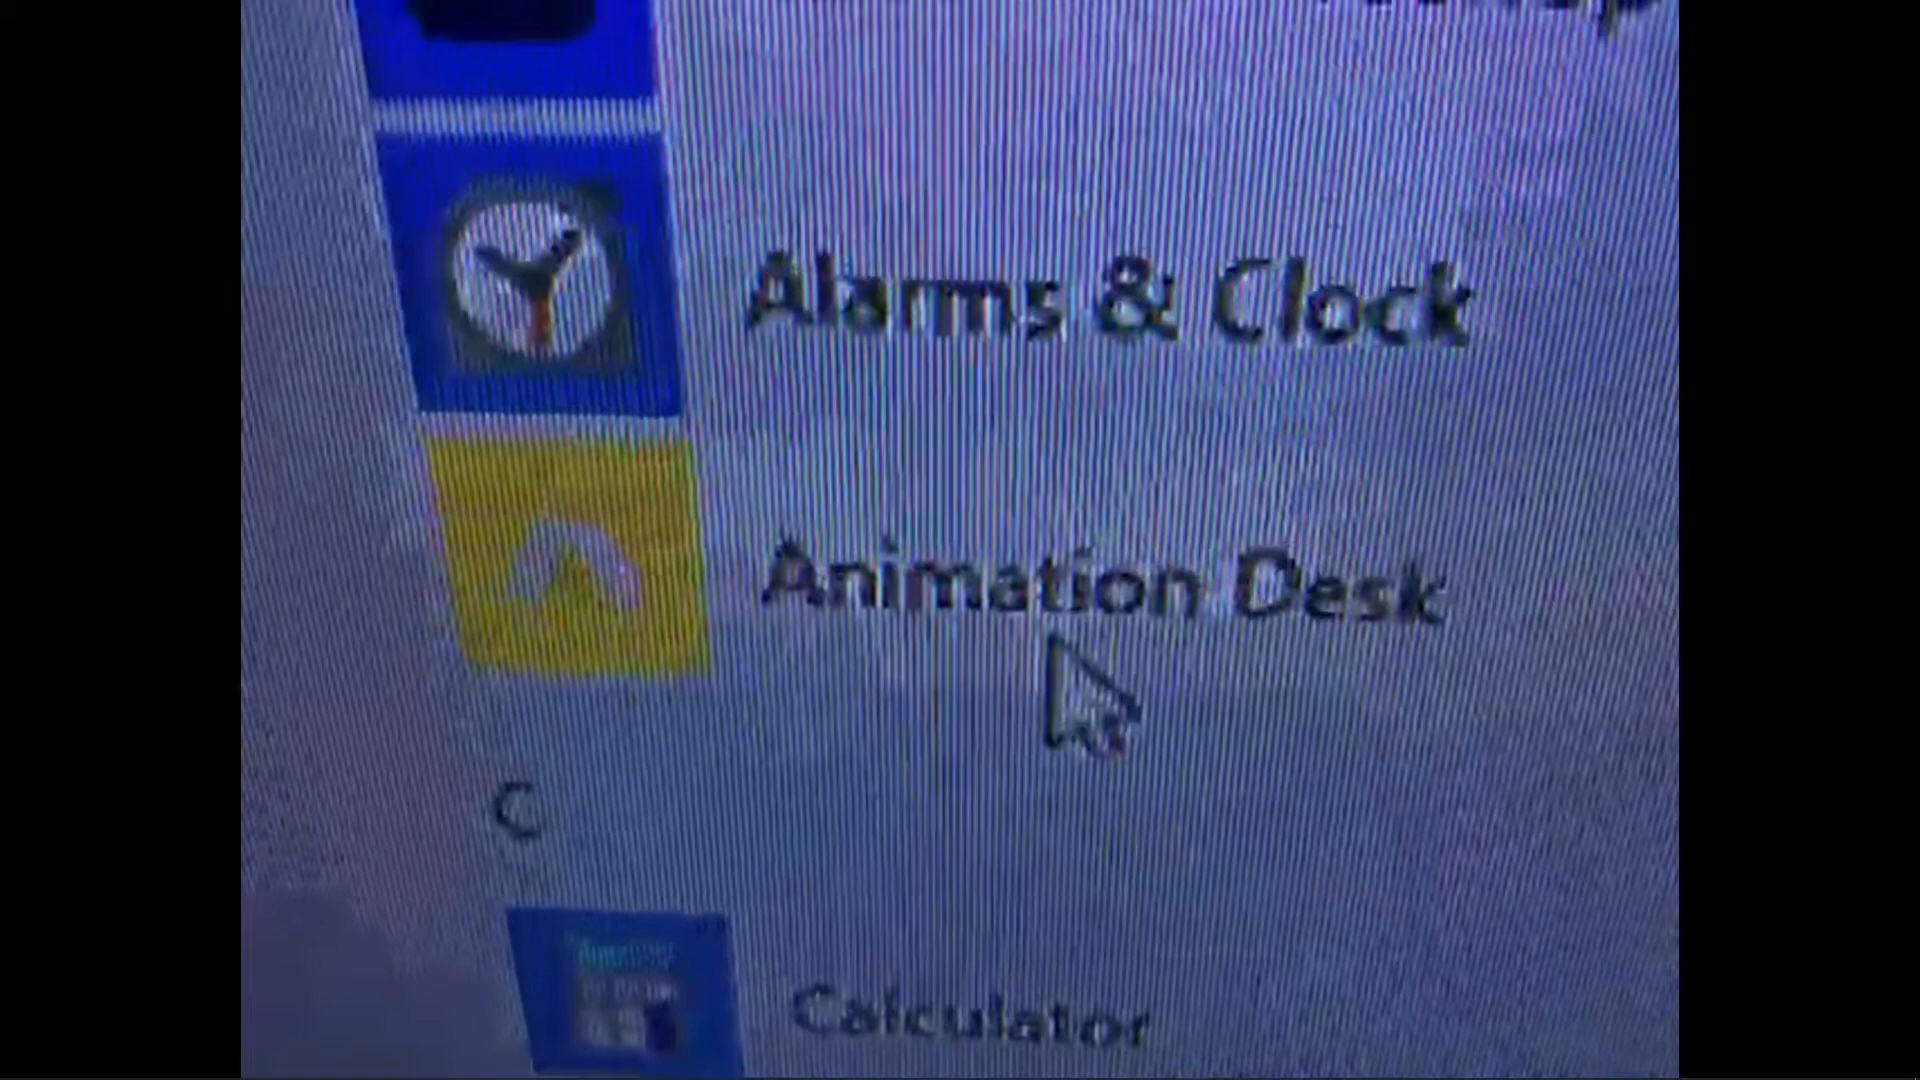 Alarms & Clock
Animation Desk
C
Calculator